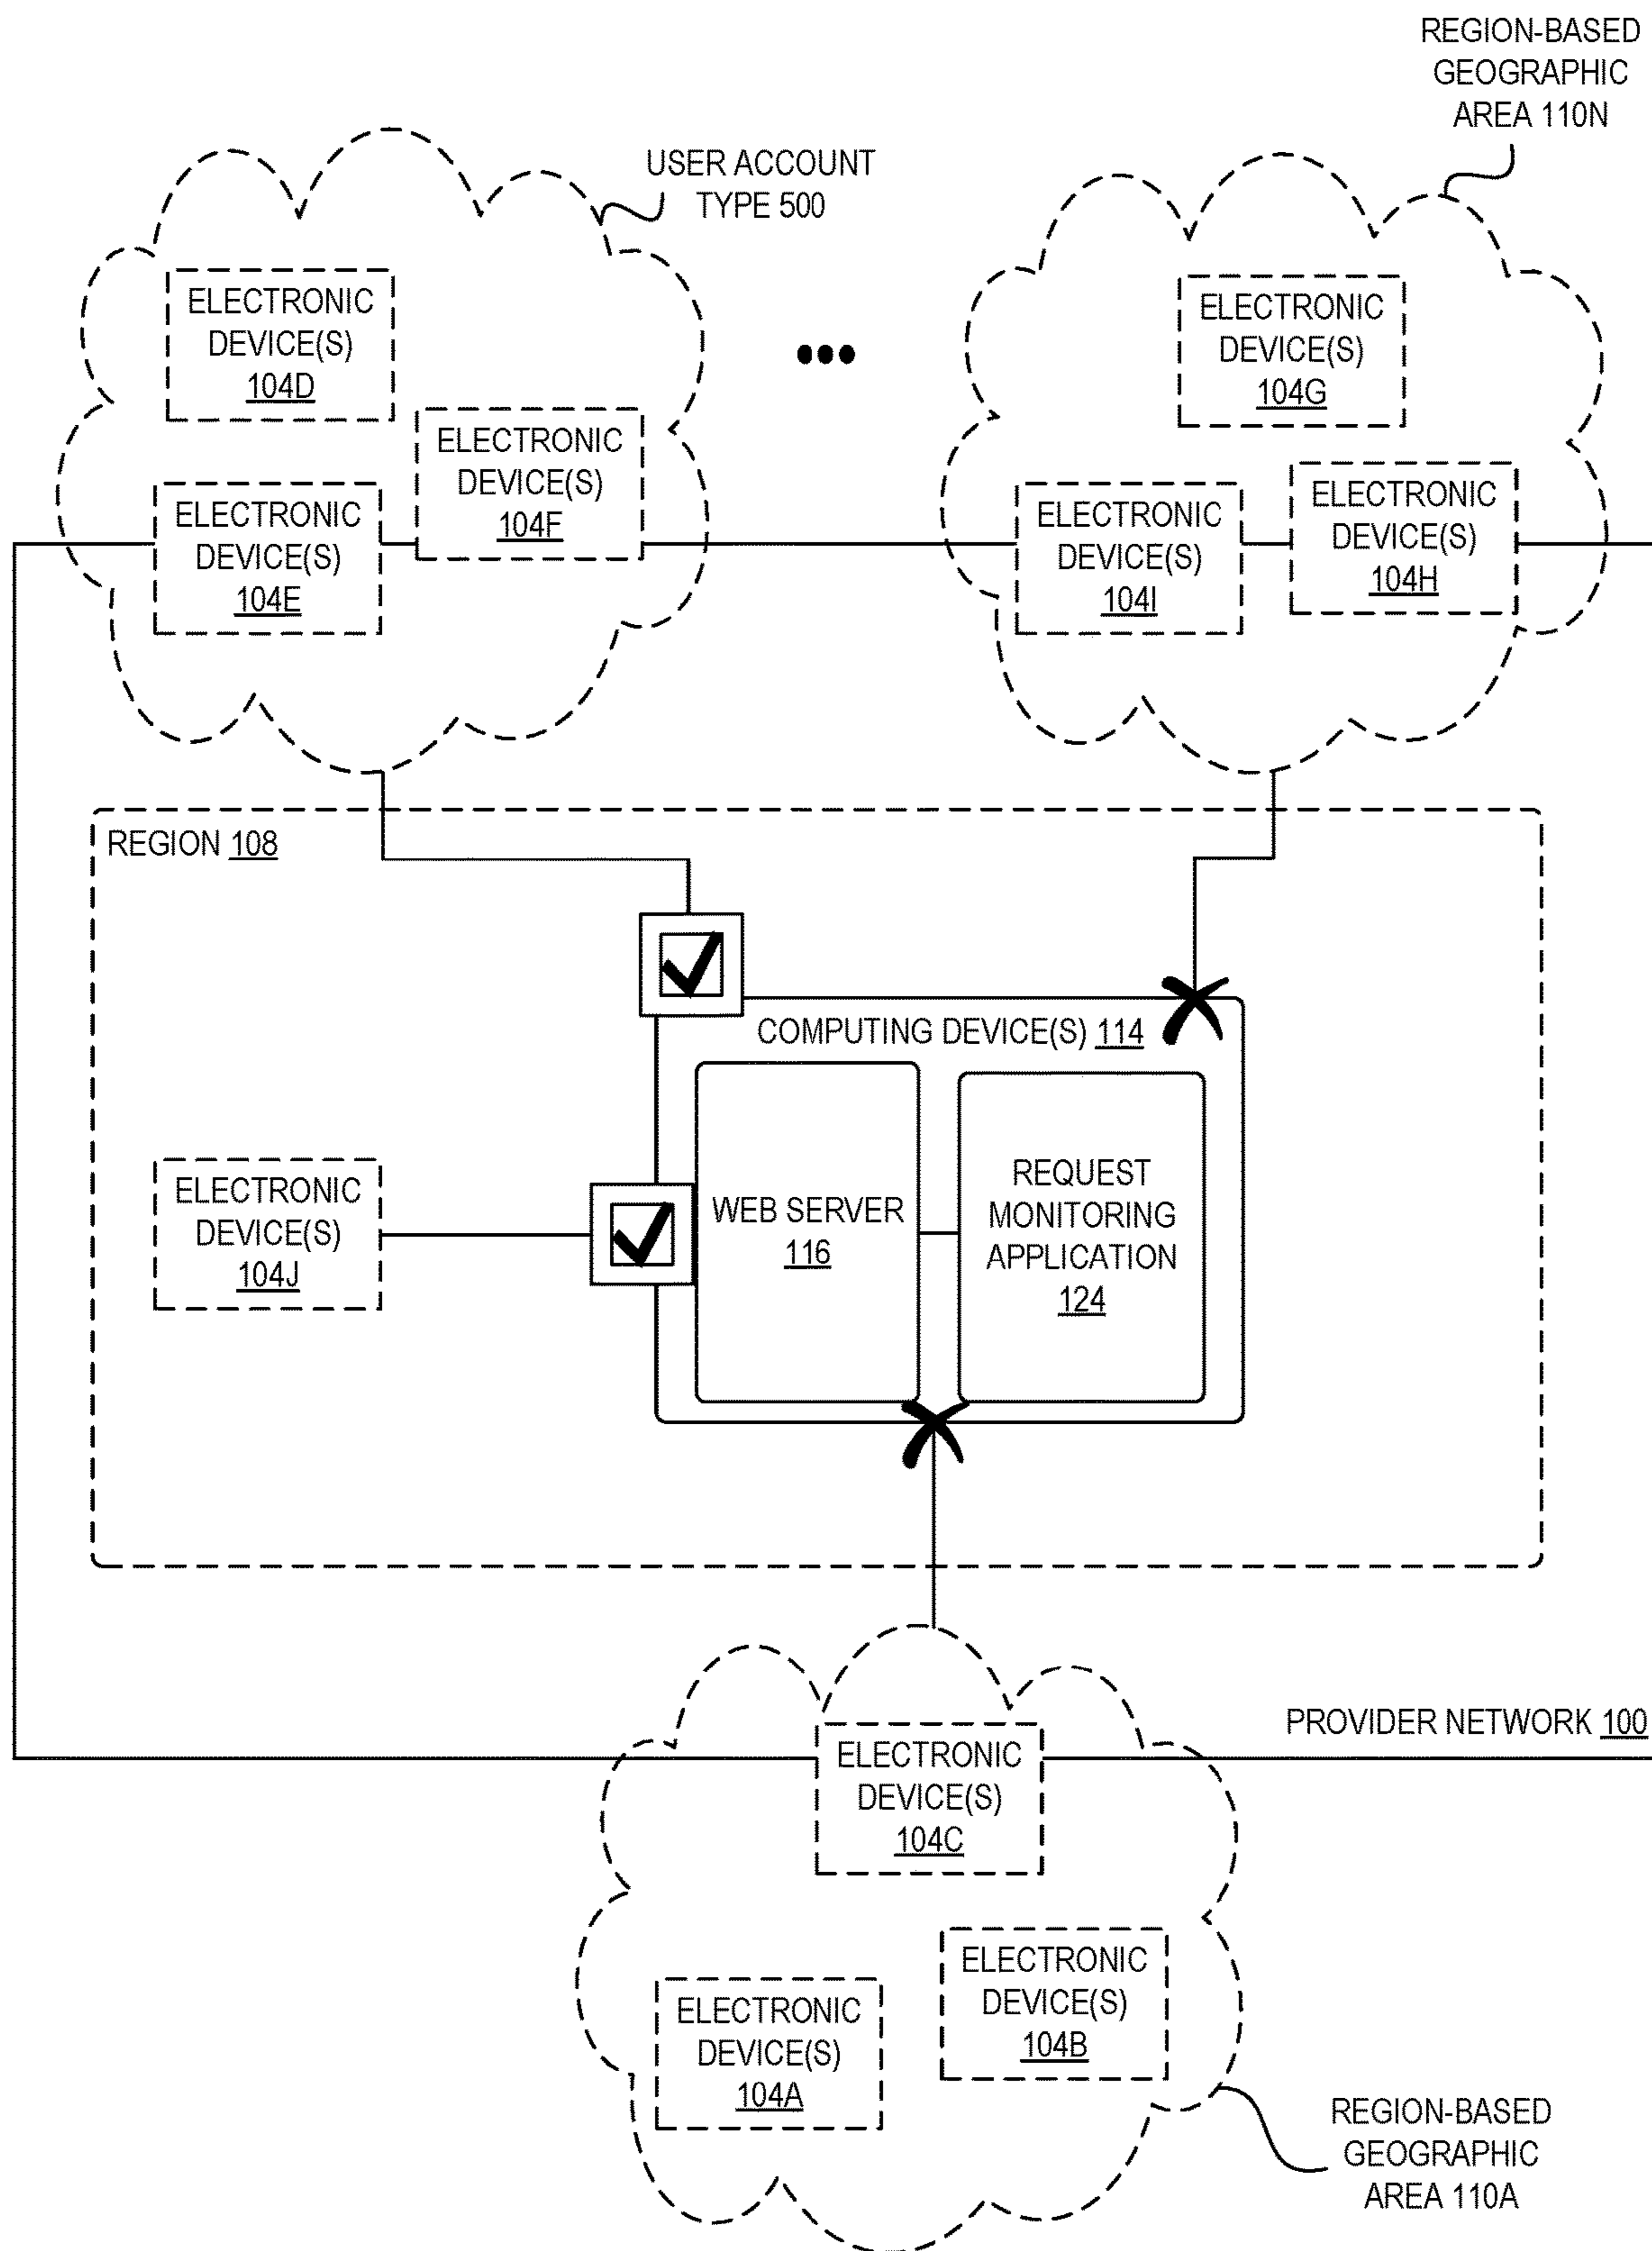 REGION-BASED
GEOGRAPHIC
AREA 110N
USER ACCOUNT
TYPE 500
ELECTRONIC
DEVICE(S)
104D
ELECTRONIC
DEVICE(S)
104F
ELECTRONIC
DEVICE(S)
104E
ELECTRONIC
DEVICE(S)
104G
ELECTRONIC
DEVICE(S)
104I
ELECTRONIC
DEVICE(S)
104H
REGION 108
COMPUTING DEVICE(S) 114
ELECTRONIC
DEVICE(S)
104J
WEB SERVER
116
REQUEST
MONITORING
APPLICATION
124
PROVIDER NETWORK 100
ELECTRONIC
DEVICE(S)
104C
ELECTRONIC
DEVICE(S)
104B
ELECTRONIC
DEVICE(S)
104A
REGION-BASED
GEOGRAPHIC
AREA 110A